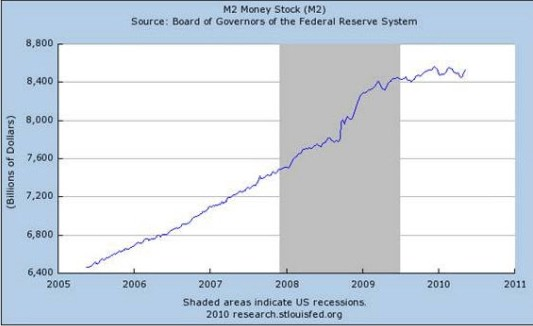 M2 Money Stock (M2)
Source: Board of Governors of the Federal Reserve System
8,800
8,400
8,000
7,600
7,200
6,800
6,400
(Billions of Dollars)
2005 2006 2007 2008 2009 2010 2011
Shaded areas indicate US recessions.
2010 research.stlouisfed.org